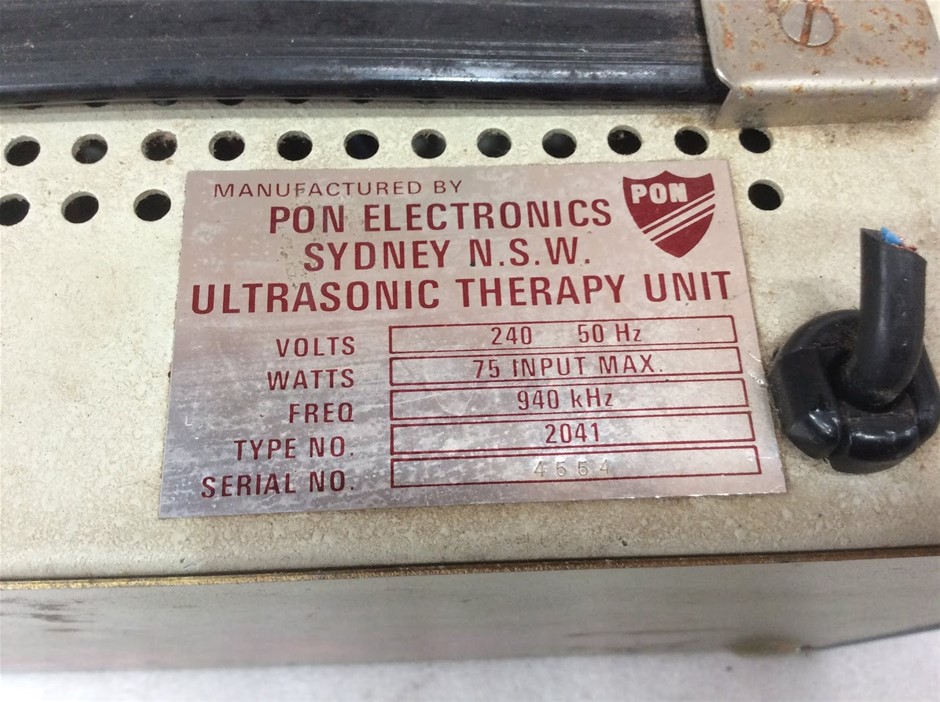 MANUFACTURED BY
PON ELECTRONICS
PON
SYDNEY N.S.W.
ULTRASONIC THERAPY UNIT
VOLTS 240 50 Hz
WATTS 75 INPUT MAX.
FREQ 940 kHz
TYPE NO. 2041
SERIAL NO.